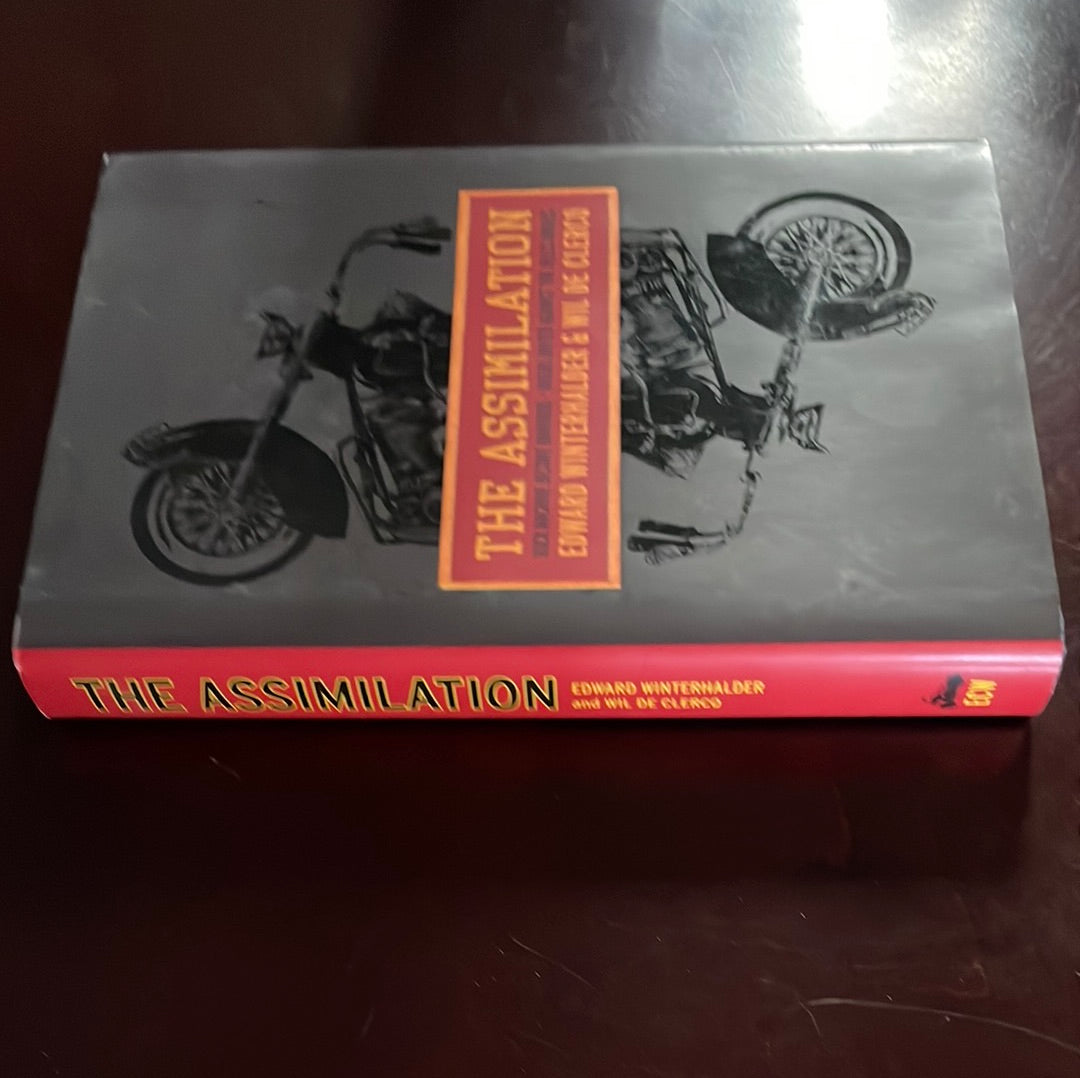 THE ASSIMILATION
EDWARD WINTERHALDER & WIL DE CLERCQ
THE ASSIMILATION
EDWARD WINTERHALDER
and WIL DE CLERCQ
ECW